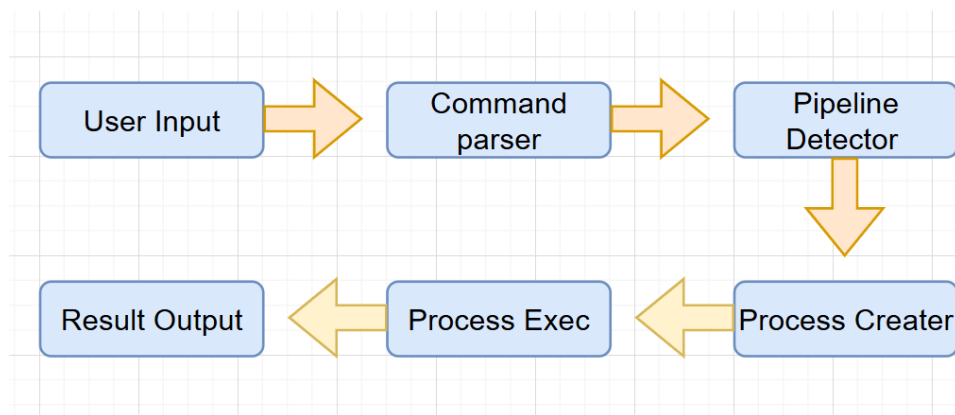 User Input
Command
parser
Pipeline
Detector
Result Output
Process Exec
Process Creater